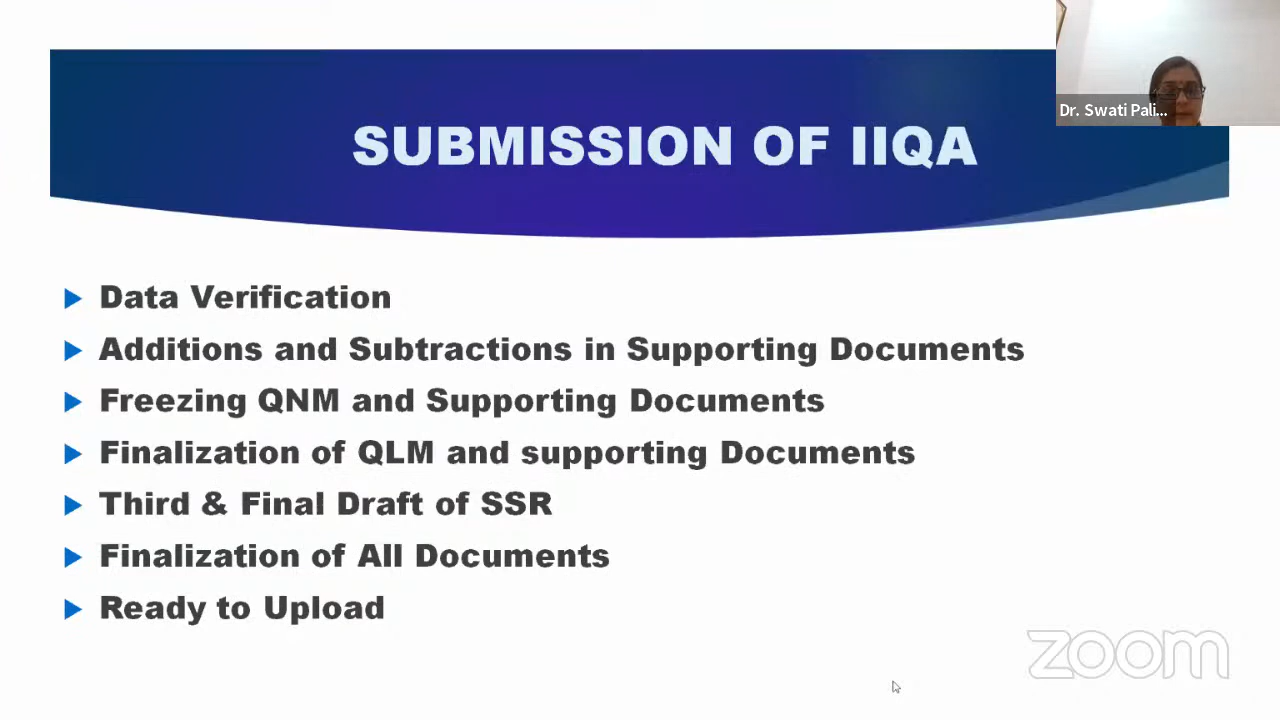 Dr. Swati Pali...
SUBMISSION OF IIQA
Data Verification
Additions and Subtractions in Supporting Documents
Freezing QNM and Supporting Documents
Finalization of QLM and supporting Documents
Third & Final Draft of SSR
Finalization of All Documents
Ready to Upload
zoom